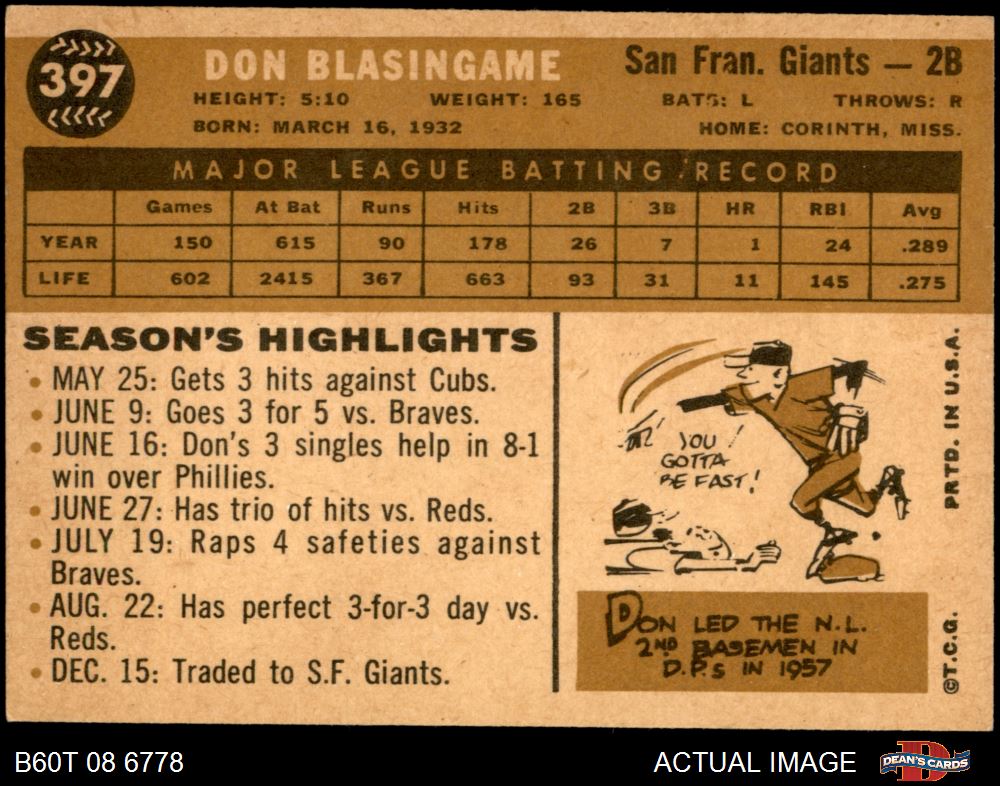 397
DON BLASINGAME
San Fran. Giants — 2B
HEIGHT: 5:10 WEIGHT: 165 BATS: L THROWS: R
BORN: MARCH 16, 1932 HOME: CORINTH, MISS.
MAJOR LEAGUE BATTING RECORD
Games At Bat Runs Hits 2B 3B HR RBI Avg
YEAR 150 615 90 178 26 7 1 24 .289
LIFE 602 2415 367 663 93 31 11 145 .275
SEASON'S HIGHLIGHTS
• MAY 25: Gets 3 hits against Cubs.
• JUNE 9: Goes 3 for 5 vs. Braves.
• JUNE 16: Don's 3 singles help in 8-1
win over Phillies.
• JUNE 27: Has trio of hits vs. Reds.
• JULY 19: Raps 4 safeties against
Braves.
• AUG. 22: Has perfect 3-for-3 day vs.
Reds.
• DEC. 15: Traded to S.F. Giants.
YOU
GOTTA
BE FAST!
DON LED THE N.L.
2ND BASEMEN IN
D.P.s IN 1957
©T.C.G. PRTD. IN U.S.A.
B60T 08 6778
ACTUAL IMAGE
DEAN'S CARDS